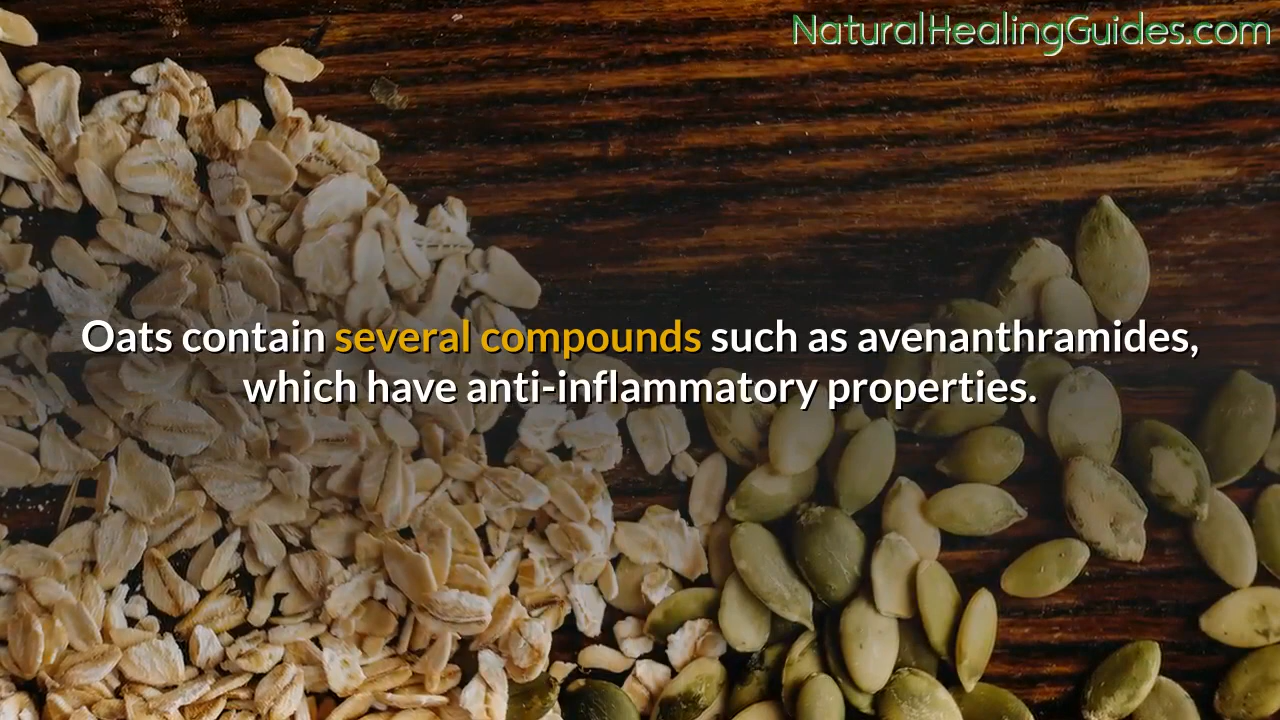 NaturalHealingGuides.com
Oats contain several compounds such as avenanthramides,
which have anti-inflammatory properties.